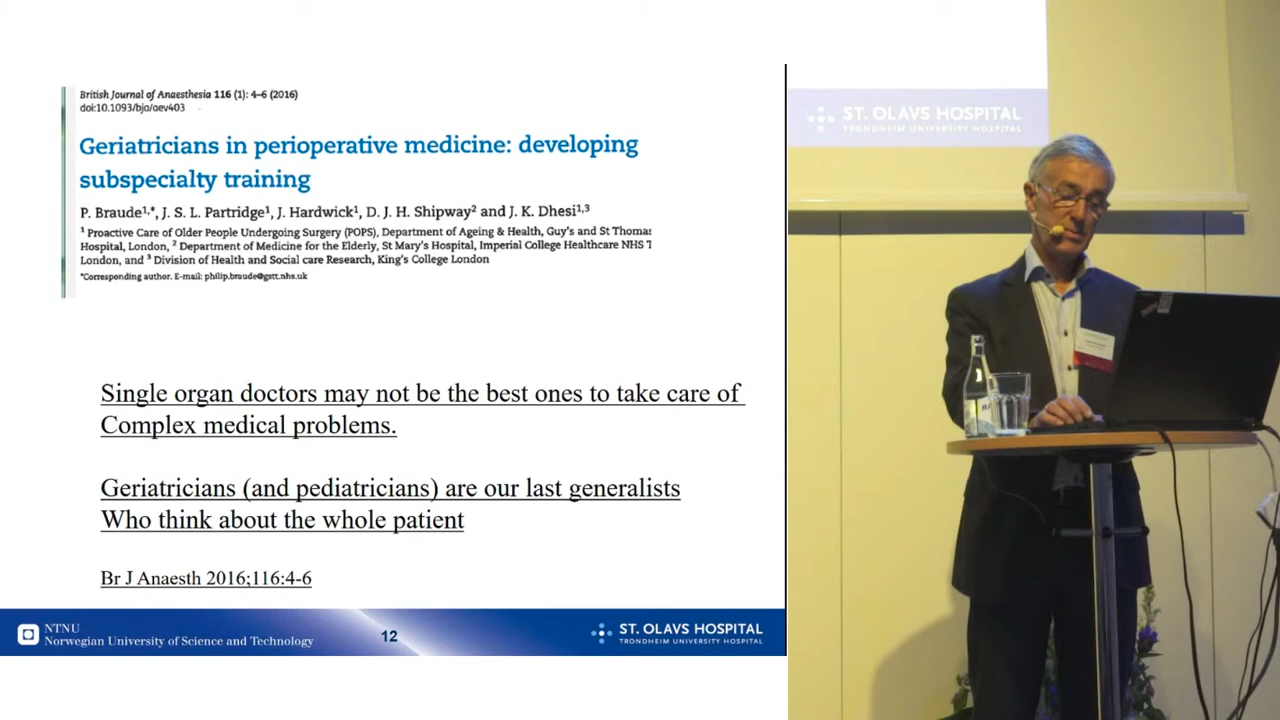 British Journal of Anaesthesia 116 (1): 4–6 (2016)
doi:10.1093/bja/aev403
Geriatricians in perioperative medicine: developing
subspecialty training
P. Braude1,*, J. S. L. Partridge1, J. Hardwick1, D. J. H. Shipway2 and J. K. Dhesi1,3
1 Proactive Care of Older People Undergoing Surgery (POPS), Department of Ageing & Health, Guy's and St Thomas
Hospital, London, 2 Department of Medicine for the Elderly, St Mary's Hospital, Imperial College Healthcare NHS T
London, and 3 Division of Health and Social care Research, King's College London
*Corresponding author. E-mail: philip.braude@gstt.nhs.uk
Single organ doctors may not be the best ones to take care of
Complex medical problems.
Geriatricians (and pediatricians) are our last generalists
Who think about the whole patient
Br J Anaesth 2016;116:4-6
NTNU
Norwegian University of Science and Technology
12
ST. OLAVS HOSPITAL
TRONDHEIM UNIVERSITY HOSPITAL
ST. OLAVS HOSPITAL
TRONDHEIM UNIVERSITY HOSPITAL